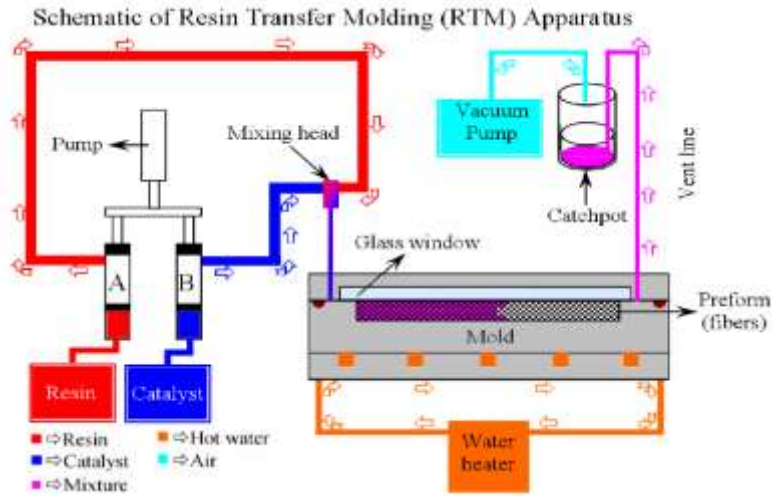 Schematic of Resin Transfer Molding (RTM) Apparatus
Pump
Mixing head
Vacuum
Pump
Vent line
Catchpot
Glass window
A
B
Preform
(fibers)
Mold
Resin
Catalyst
Water
heater
⇨Resin
⇨Hot water
⇨Catalyst
⇨Air
⇨Mixture